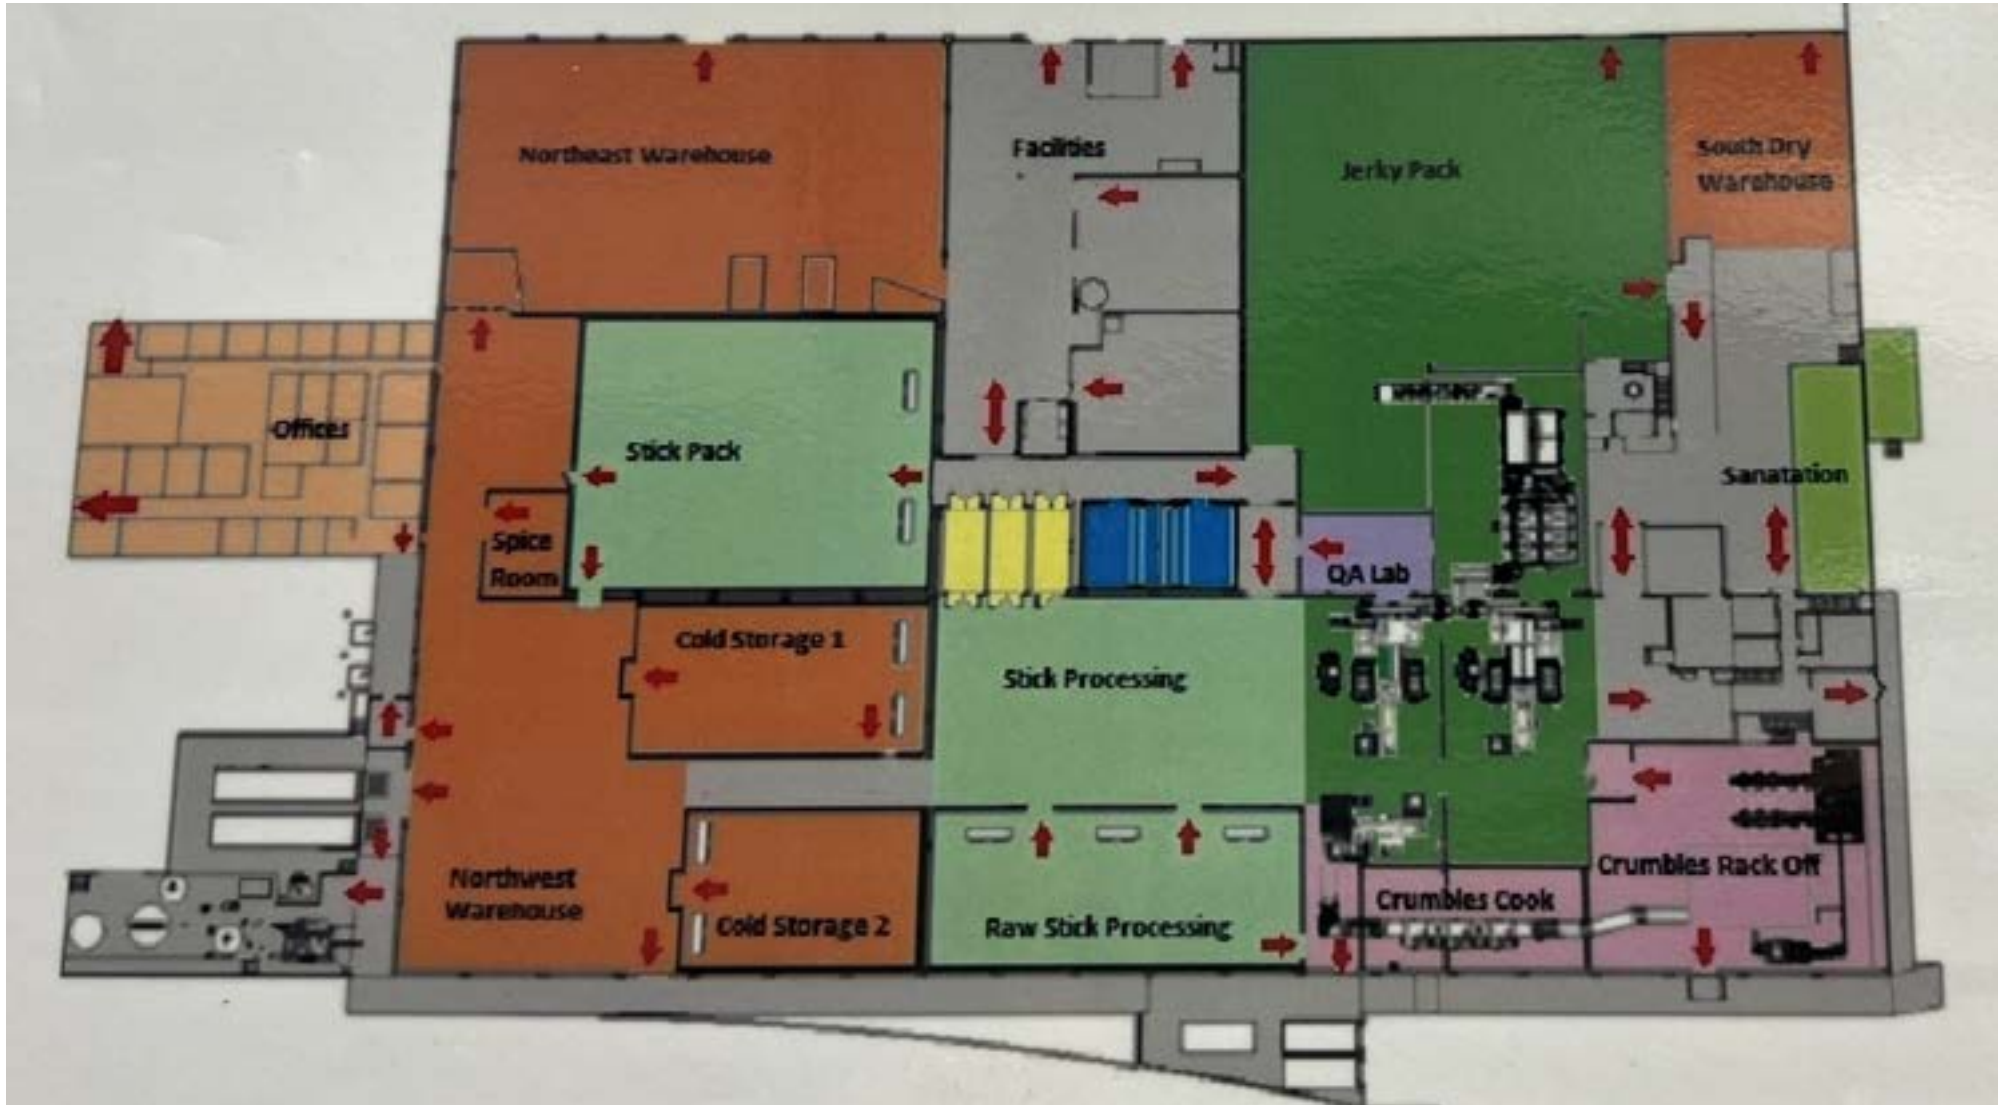 Northeast Warehouse
Facilities
Jerky Pack
South Dry
Warehouse
Offices
Stick Pack
Sanatation
Spice
Room
QA Lab
Cold Storage 1
Stick Processing
Northwest
Warehouse
Cold Storage 2
Raw Stick Processing
Crumbles Cook
Crumbles Rack Off